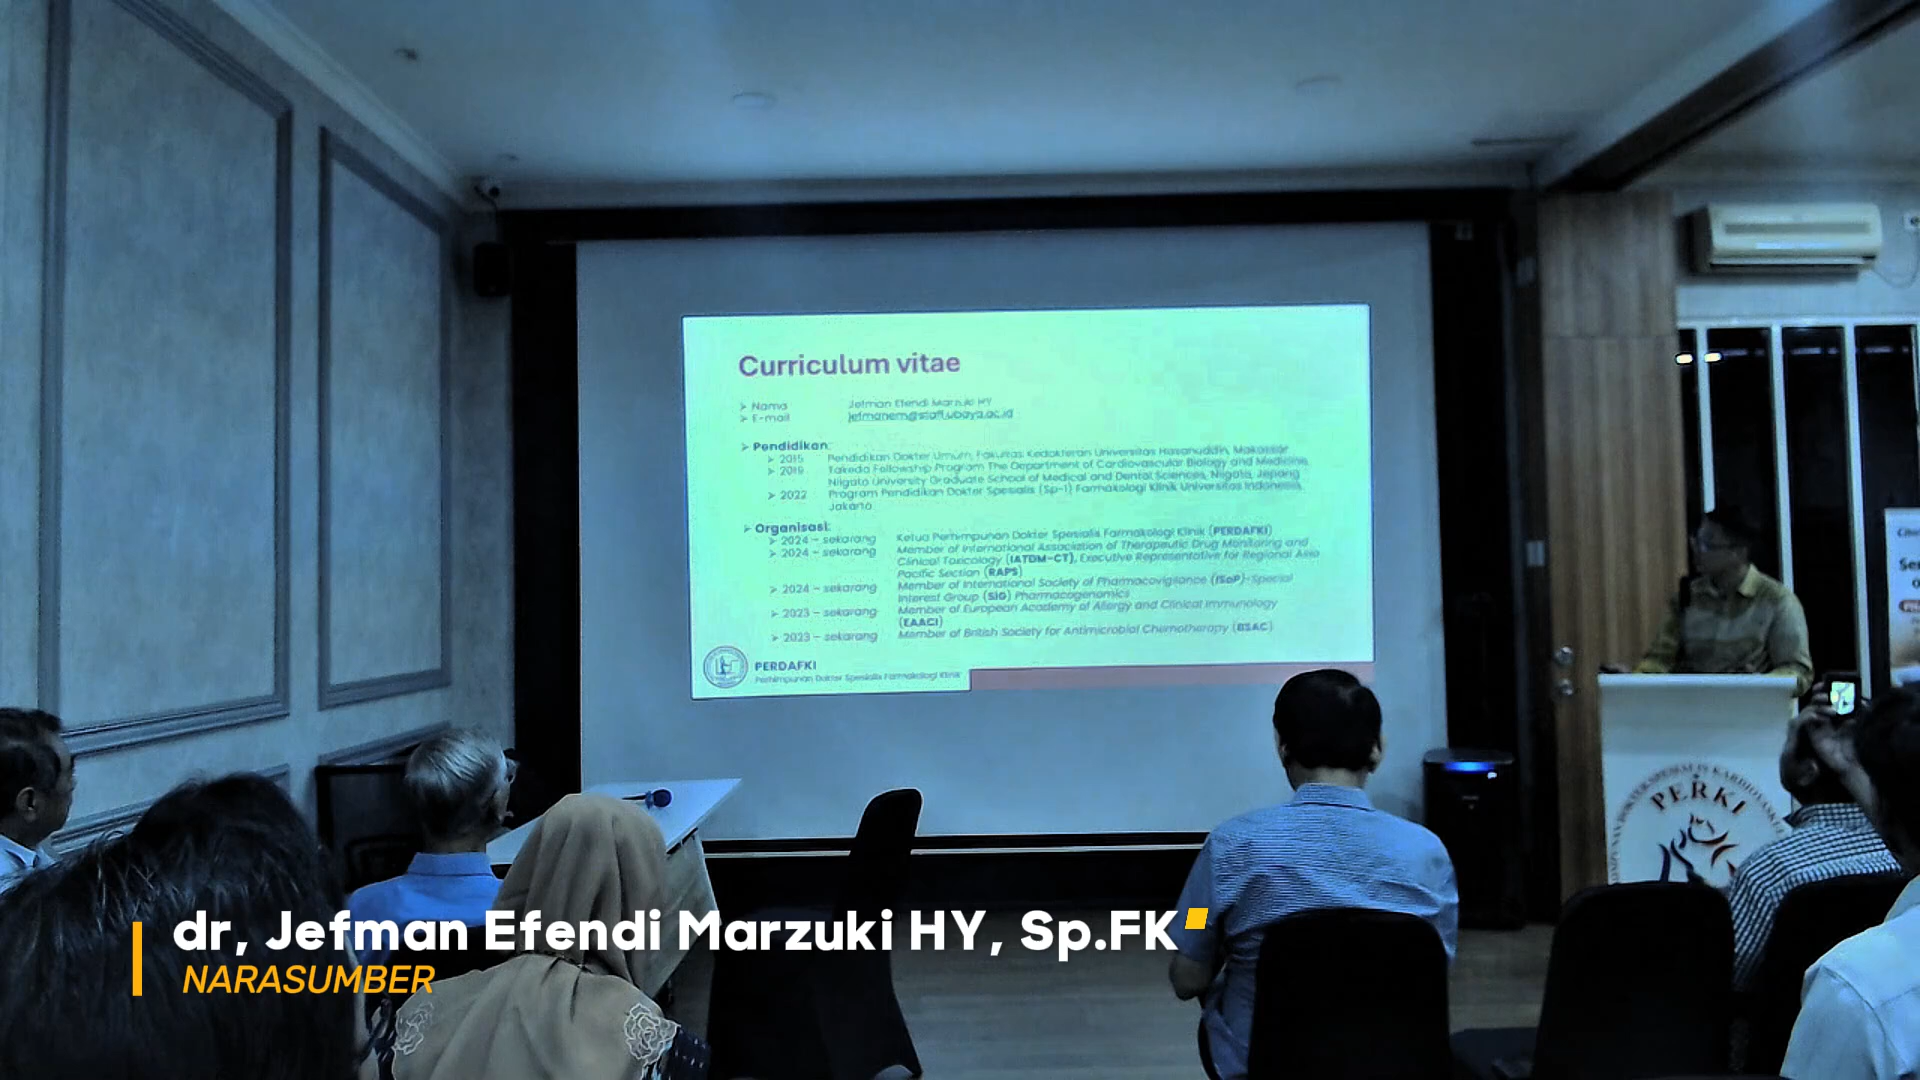 Curriculum vitae
➢ Nama Jefman Efendi Marzuki HY
➢ E-mail jefmanem@staff.ubaya.ac.id
➢ Pendidikan:
➢ 2015 Pendidikan Dokter Umum, Fakultas Kedokteran Universitas Hasanuddin, Makassar
➢ 2019 Takeda Fellowship Program The Department of Cardiovascular Biology and Medicine,
Niigata University Graduate School of Medical and Dental Sciences, Niigata, Jepang
➢ 2022 Program Pendidikan Dokter Spesialis (Sp-1) Farmakologi Klinik Universitas Indonesia,
Jakarta
➢ Organisasi:
➢ 2024 – sekarang Ketua Perhimpunan Dokter Spesialis Farmakologi Klinik (PERDAFKI)
➢ 2024 – sekarang Member of International Association of Therapeutic Drug Monitoring and
Clinical Toxicology (IATDM-CT), Executive Representative for Regional Asia
Pacific Section (RAPS)
➢ 2024 – sekarang Member of International Society of Pharmacovigilance (ISoP)-Special
Interest Group (SIG) Pharmacogenomics
➢ 2023 – sekarang Member of European Academy of Allergy and Clinical Immunology
(EAACI)
➢ 2023 – sekarang Member of British Society for Antimicrobial Chemotherapy (BSAC)
PERDAFKI
Perhimpunan Dokter Spesialis Farmakologi Klinik
PERKI
dr, Jefman Efendi Marzuki HY, Sp.FK
NARASUMBER